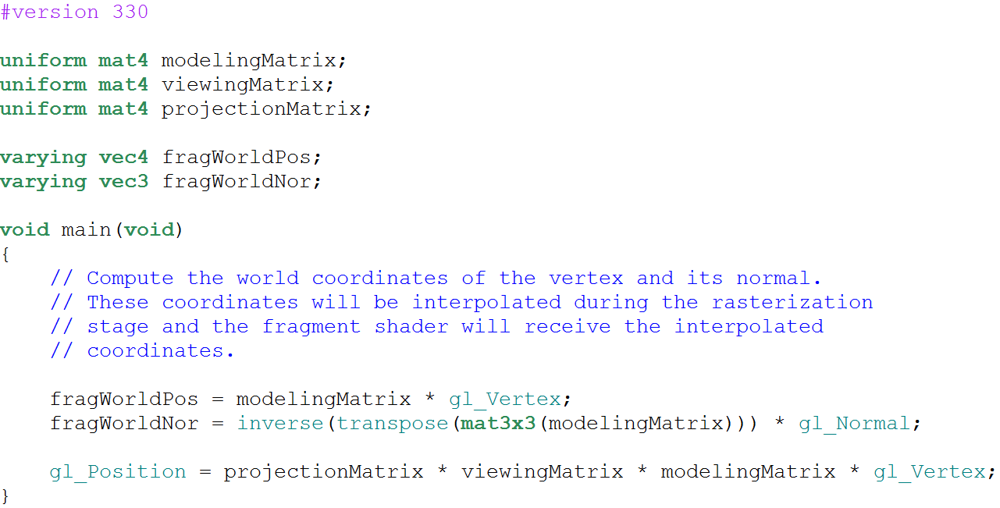 #version 330
uniform mat4 modelingMatrix;
uniform mat4 viewingMatrix;
uniform mat4 projectionMatrix;
varying vec4 fragWorldPos;
varying vec3 fragWorldNor;
void main(void)
{
    // Compute the world coordinates of the vertex and its normal.
    // These coordinates will be interpolated during the rasterization
    // stage and the fragment shader will receive the interpolated
    // coordinates.
    fragWorldPos = modelingMatrix * gl_Vertex;
    fragWorldNor = inverse(transpose(mat3x3(modelingMatrix))) * gl_Normal;
    gl_Position = projectionMatrix * viewingMatrix * modelingMatrix * gl_Vertex;
}